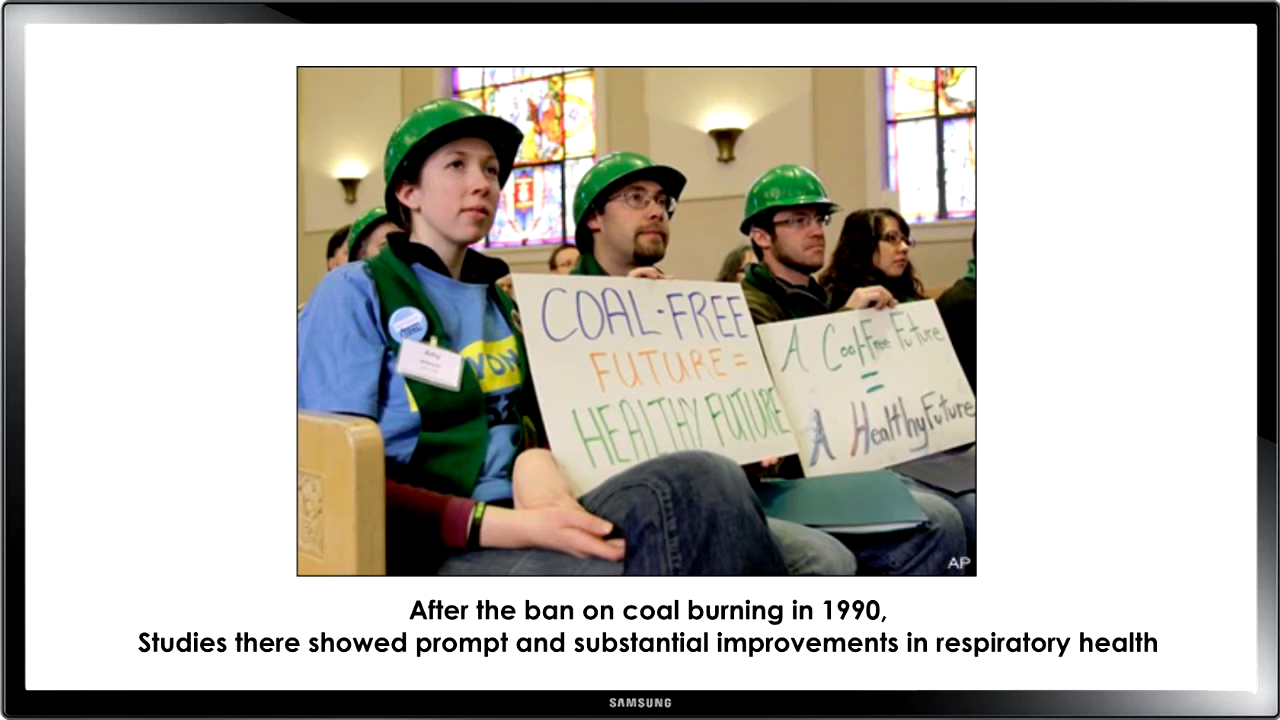 COAL-FREE
FUTURE =
HEALTHY FUTURE
A Coal-Free Future
=
A Healthy Future
AP
After the ban on coal burning in 1990,
Studies there showed prompt and substantial improvements in respiratory health
SAMSUNG